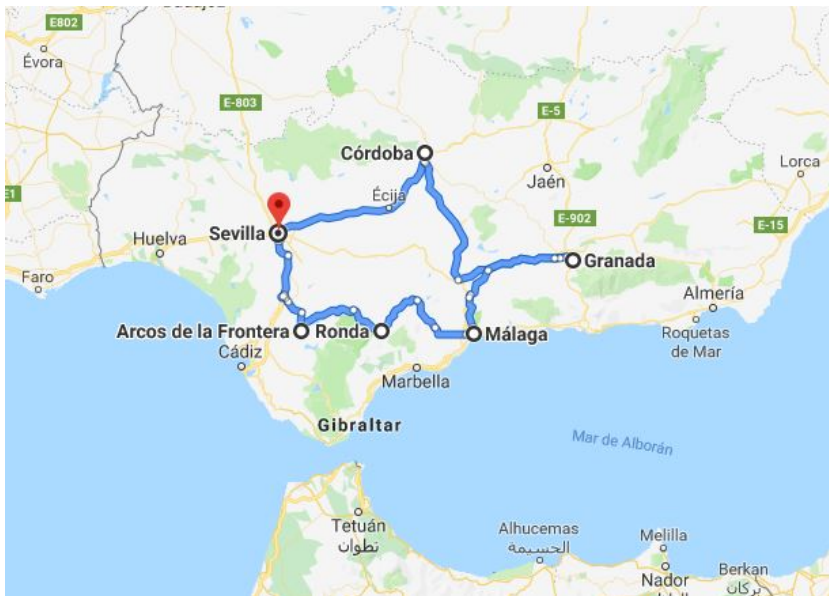 E802
Évora
E-803
E-5
Córdoba
Jaén
Lorca
E1
Écija
Sevilla
E-902
E-15
Huelva
Granada
Faro
Almería
Arcos de la Frontera
Ronda
Málaga
Roquetas
de Mar
Cádiz
Marbella
Gibraltar
Mar de Alborán
Tetuán
تطوان
Alhucemas
الحسيمة
Melilla
Nador
Berkan
بركان